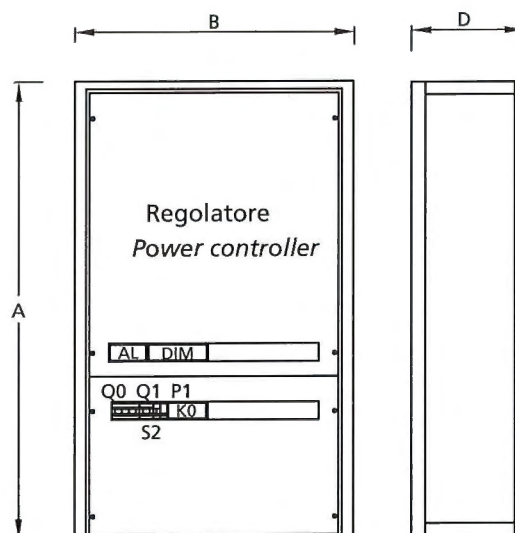 B
D
Regolatore
Power controller
A
AL DIM
Q0 Q1 P1
K0
S2